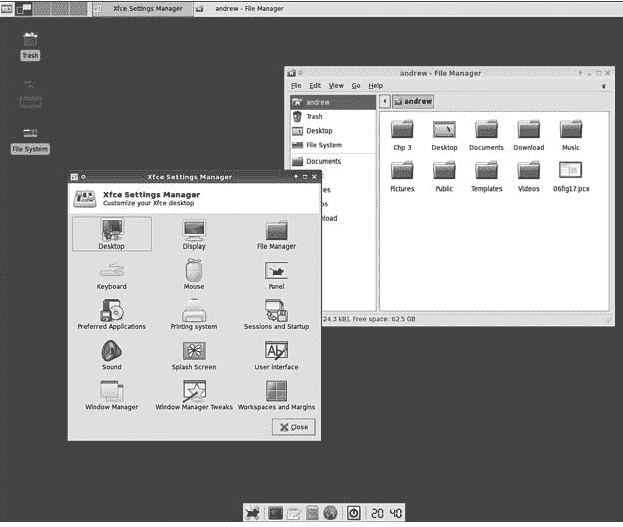 Xfce Settings Manager
andrew - File Manager
Trash
File System
andrew - File Manager
File Edit View Go Help
andrew
andrew
Trash
Desktop
File System
Documents
Chp 3 Desktop Documents Download Music
Pictures Public Templates Videos 06fig17.pcx
24.3 kB), Free space: 62.5 GB
Xfce Settings Manager
Xfce Settings Manager
Customize your Xfce desktop
Desktop Display File Manager
Keyboard Mouse Panel
Preferred Applications Printing system Sessions and Startup
Sound Splash Screen User Interface
Window Manager Window Manager Tweaks Workspaces and Margins
Close
20 40